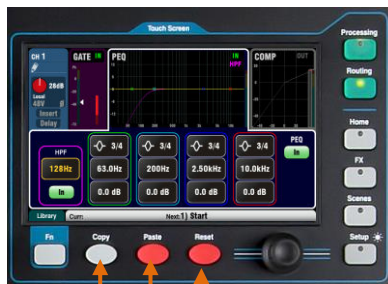 Touch Screen
CH 1
GATE IN
PEQ
IN
HPF
COMP
OUT
28dB
Local
48V
Insert
Delay
HPF
128Hz
In
3/4
63.0Hz
0.0 dB
3/4
200Hz
0.0 dB
3/4
2.50kHz
0.0 dB
3/4
10.0kHz
0.0 dB
PEQ
In
Library
Curr:
Next:1) Start
Processing
Routing
Home
FX
Scenes
Setup
Fn
Copy
Paste
Reset